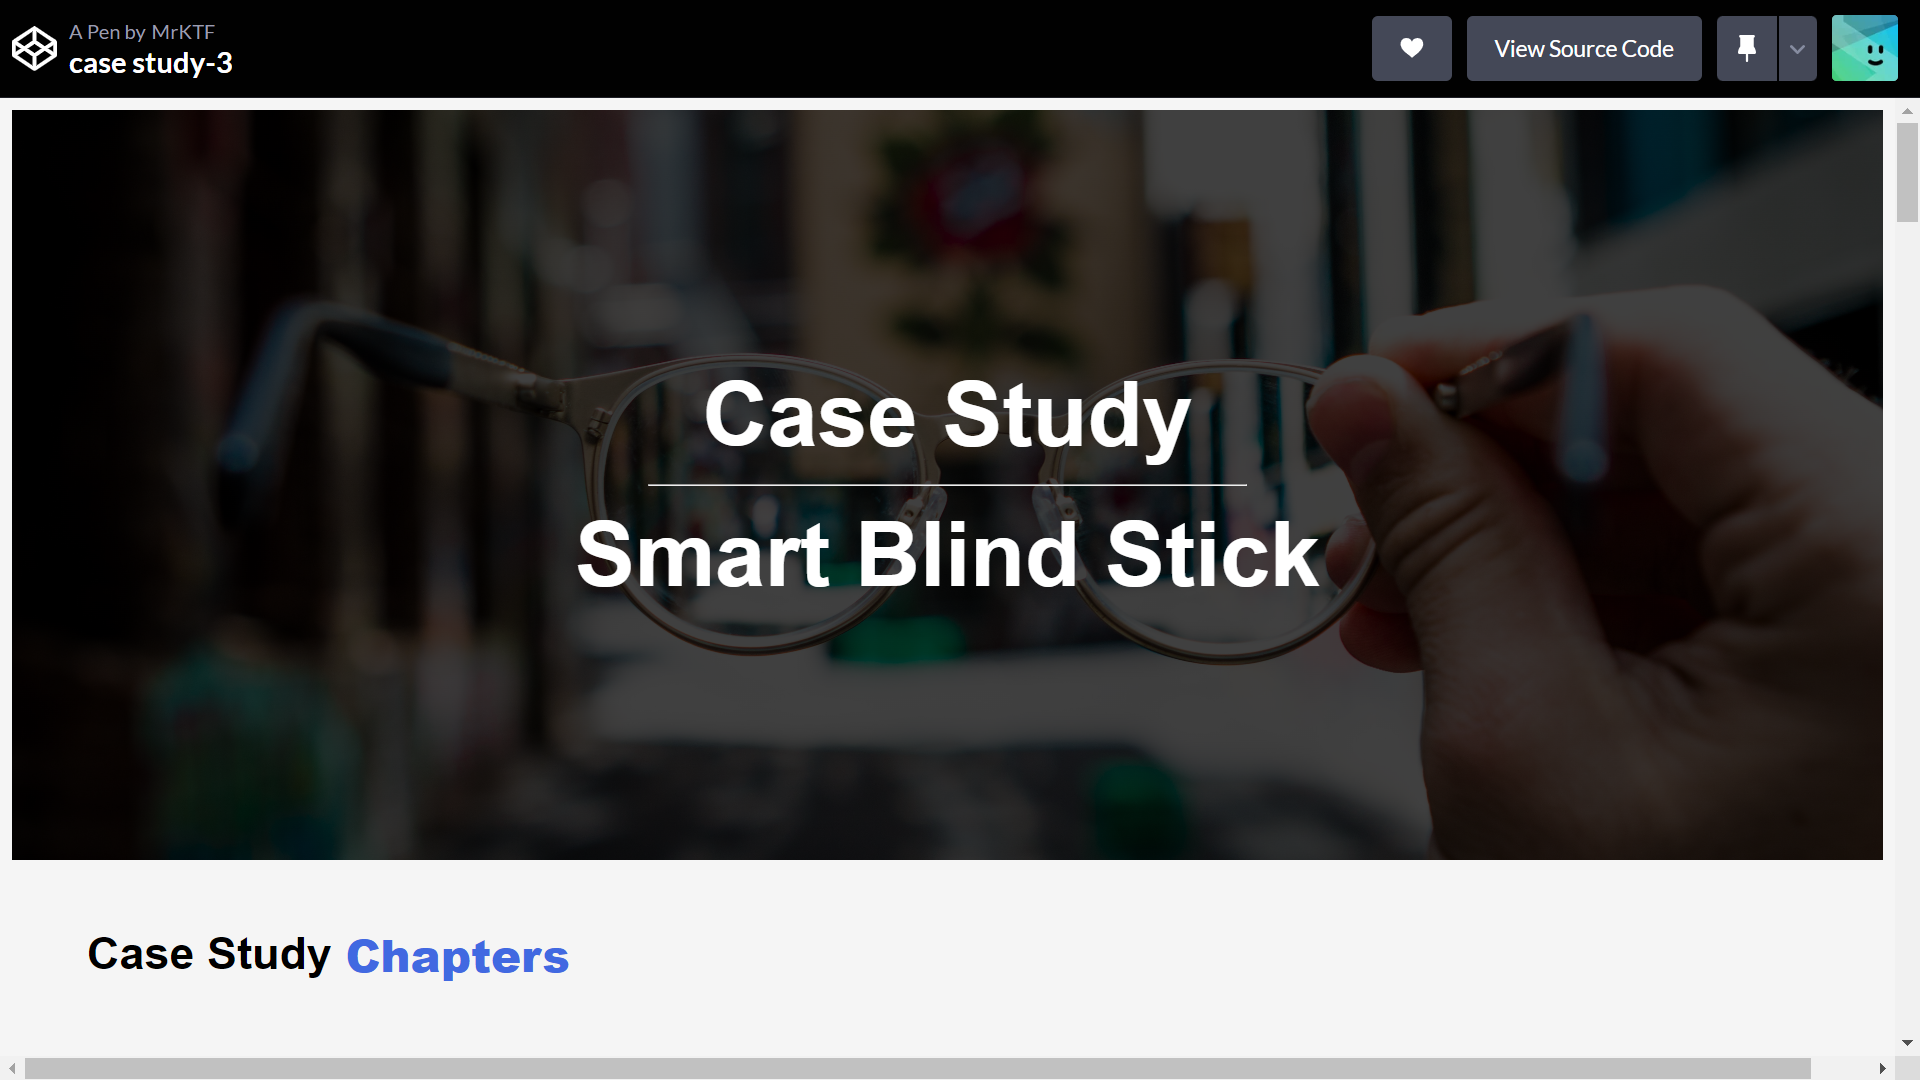 A Pen by MrKTF
case study-3
View Source Code
Case Study
Smart Blind Stick
Case Study Chapters